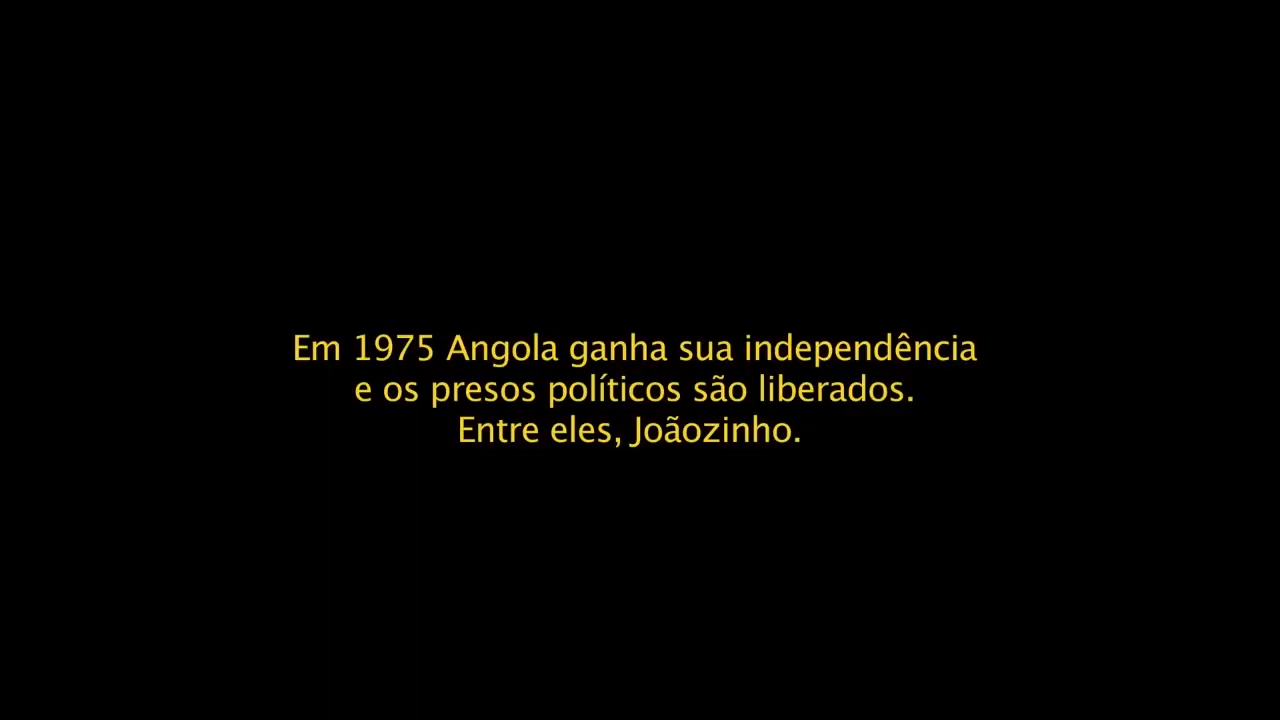 Em 1975 Angola ganha sua independência
e os presos políticos são liberados.
Entre eles, Joãozinho.